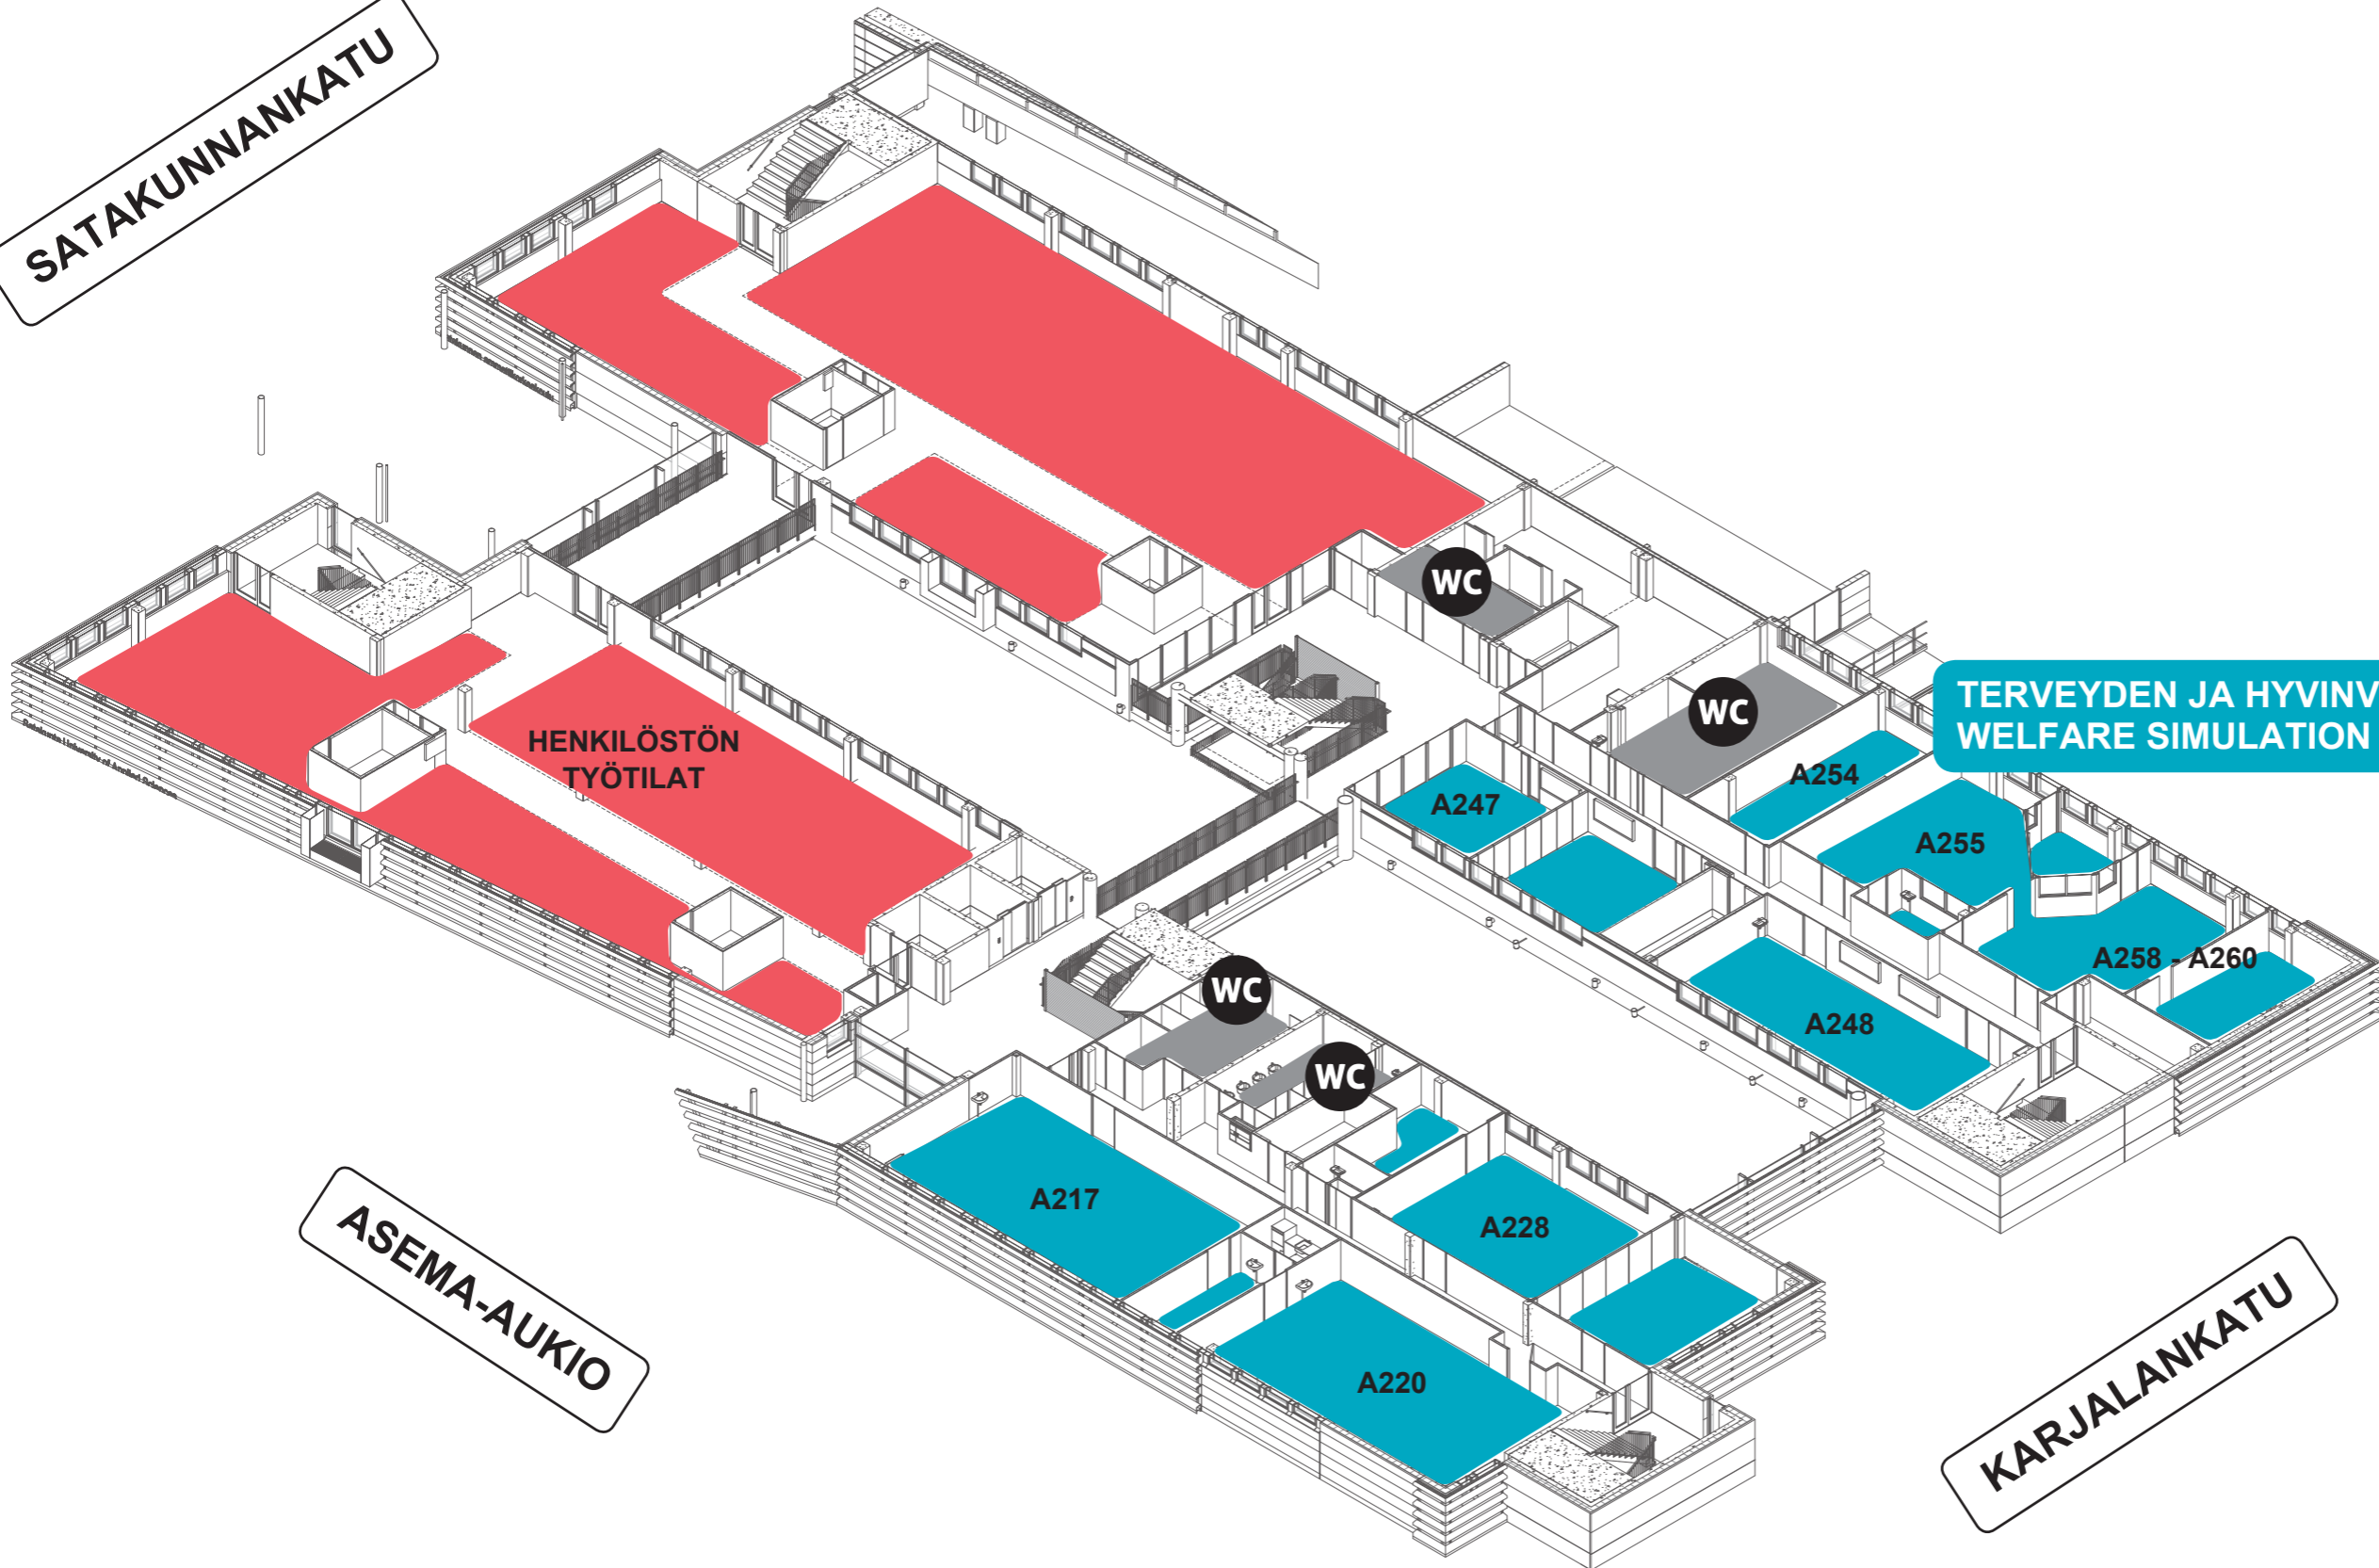 SATAKUNNANKATU
WC
TERVEYDEN JA HYVINV
WELFARE SIMULATION
WC
HENKILÖSTÖN
TYÖTILAT
A254
A247
A255
A258 - A260
WC
A248
WC
A217
A228
ASEMA-AUKIO
A220
KARJALANKATU